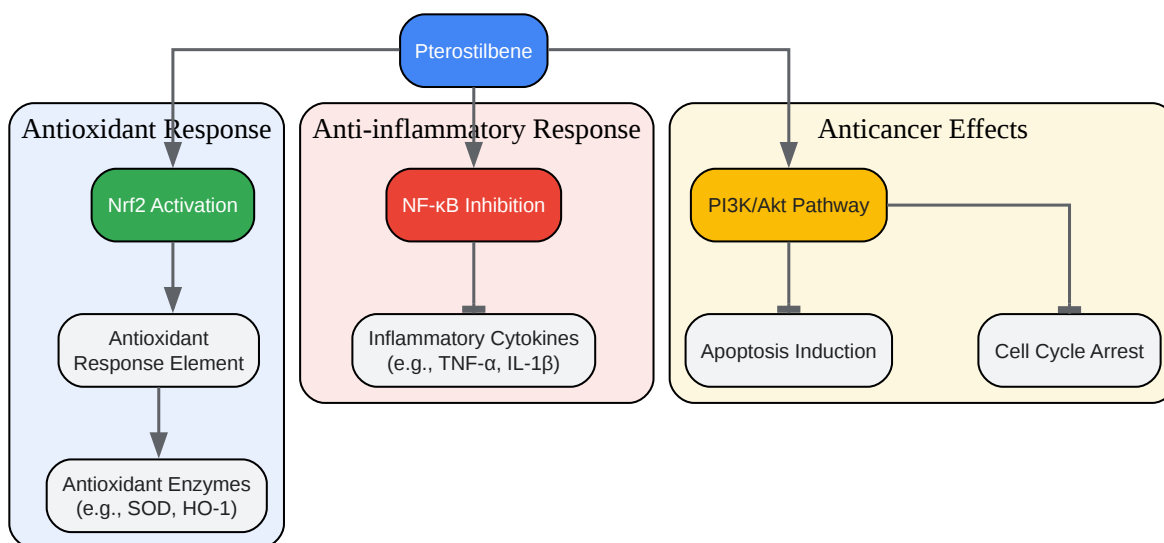 Pterostilbene
Antioxidant Response
Anti-inflammatory Response
Anticancer Effects
Nrf2 Activation
NF-κB Inhibition
PI3K/Akt Pathway
Antioxidant
Response Element
Inflammatory Cytokines
(e.g., TNF-α, IL-1β)
Apoptosis Induction
Cell Cycle Arrest
Antioxidant Enzymes
(e.g., SOD, HO-1)